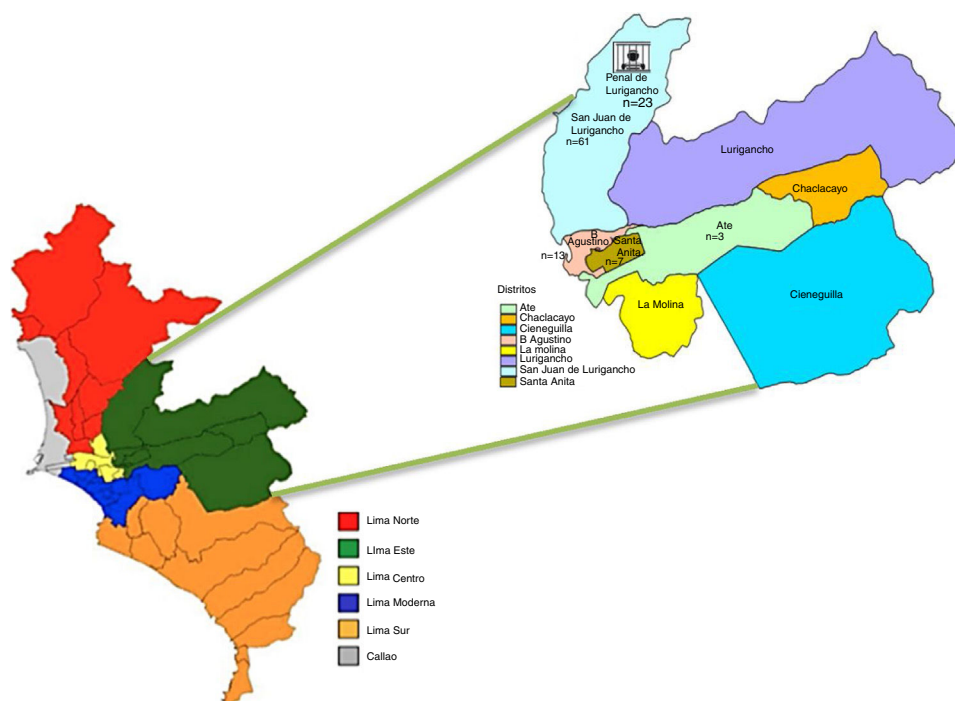 Penal de
Lurigancho
n=23
San Juan de
Lurigancho
n=61
Lurigancho
Chaclacayo
Ate
n=3
B
Agustino
n=13
Santa
Anita
n=7
La Molina
Cieneguilla
Distritos
Ate
Chaclacayo
Cieneguilla
B Agustino
La molina
Lurigancho
San Juan de Lurigancho
Santa Anita
Lima Norte
LIma Este
Lima Centro
Lima Moderna
Lima Sur
Callao